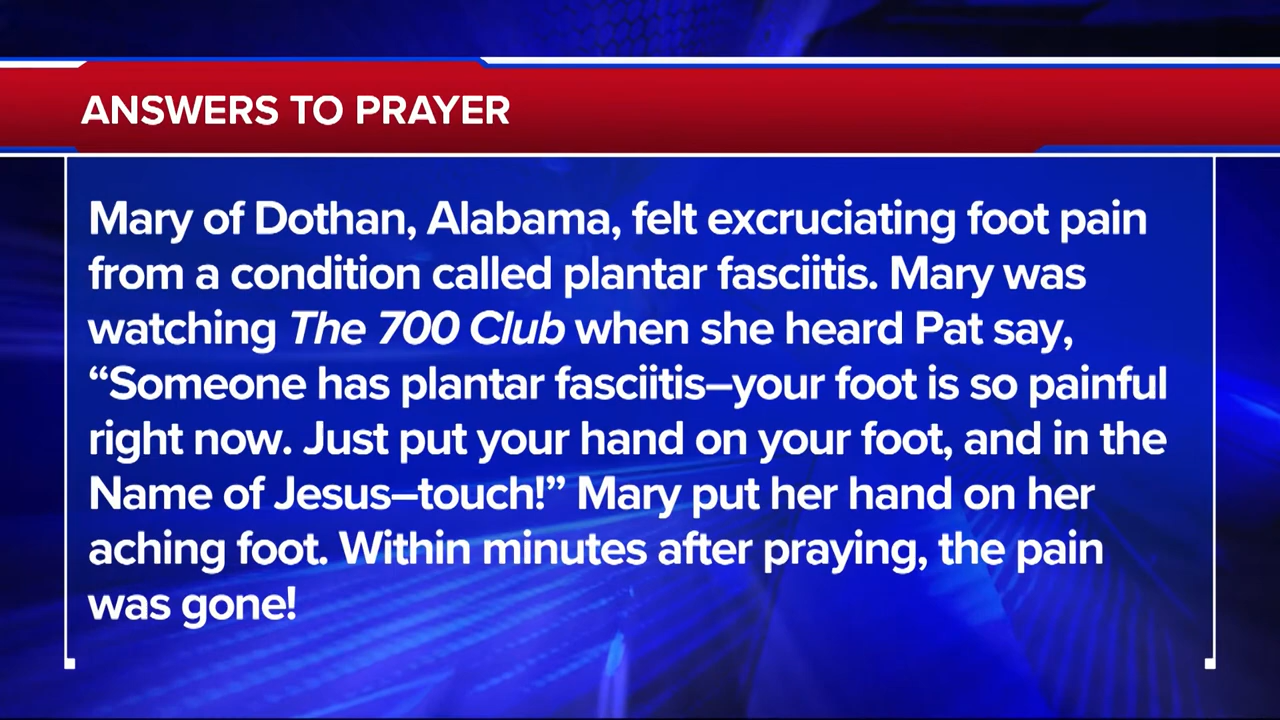 ANSWERS TO PRAYER
Mary of Dothan, Alabama, felt excruciating foot pain
from a condition called plantar fasciitis. Mary was
watching The 700 Club when she heard Pat say,
“Someone has plantar fasciitis–your foot is so painful
right now. Just put your hand on your foot, and in the
Name of Jesus–touch!” Mary put her hand on her
aching foot. Within minutes after praying, the pain
was gone!